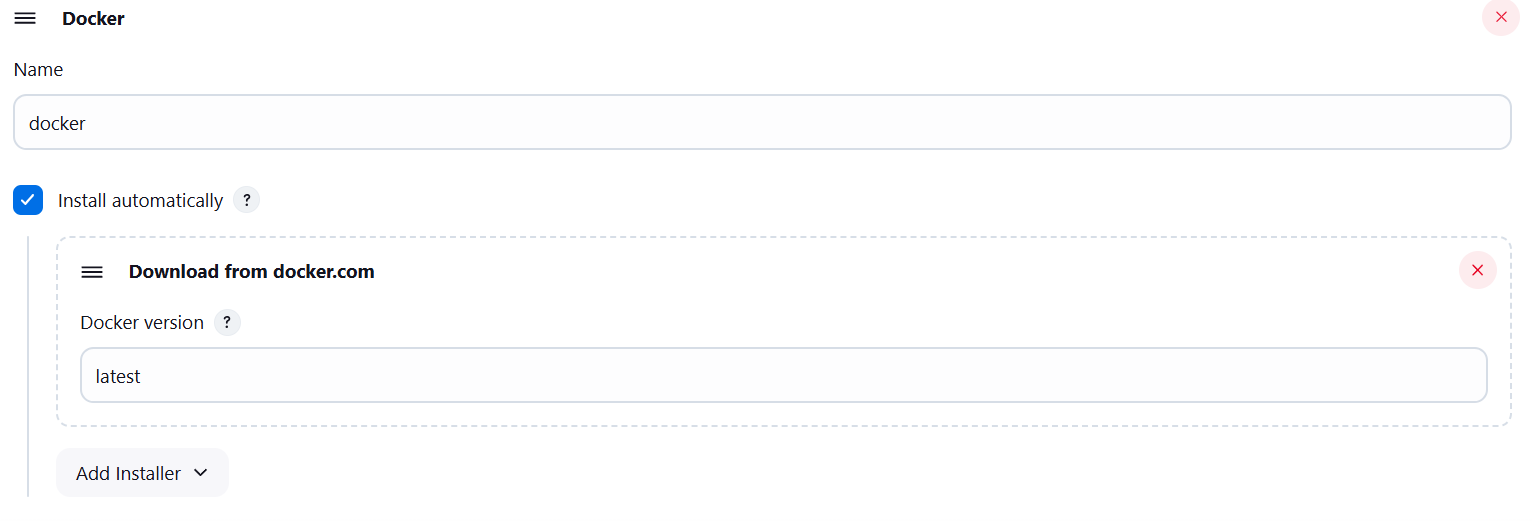 Docker
Name
docker
Install automatically ?
Download from docker.com
Docker version ?
latest
Add Installer